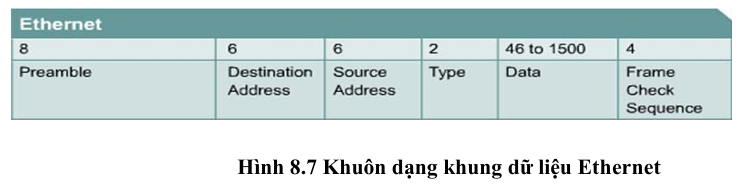 Ethernet
8 6 6 2 46 to 1500 4
Preamble Destination Source Type Data Frame
Address Address Check
Sequence
Hình 8.7 Khuôn dạng khung dữ liệu Ethernet